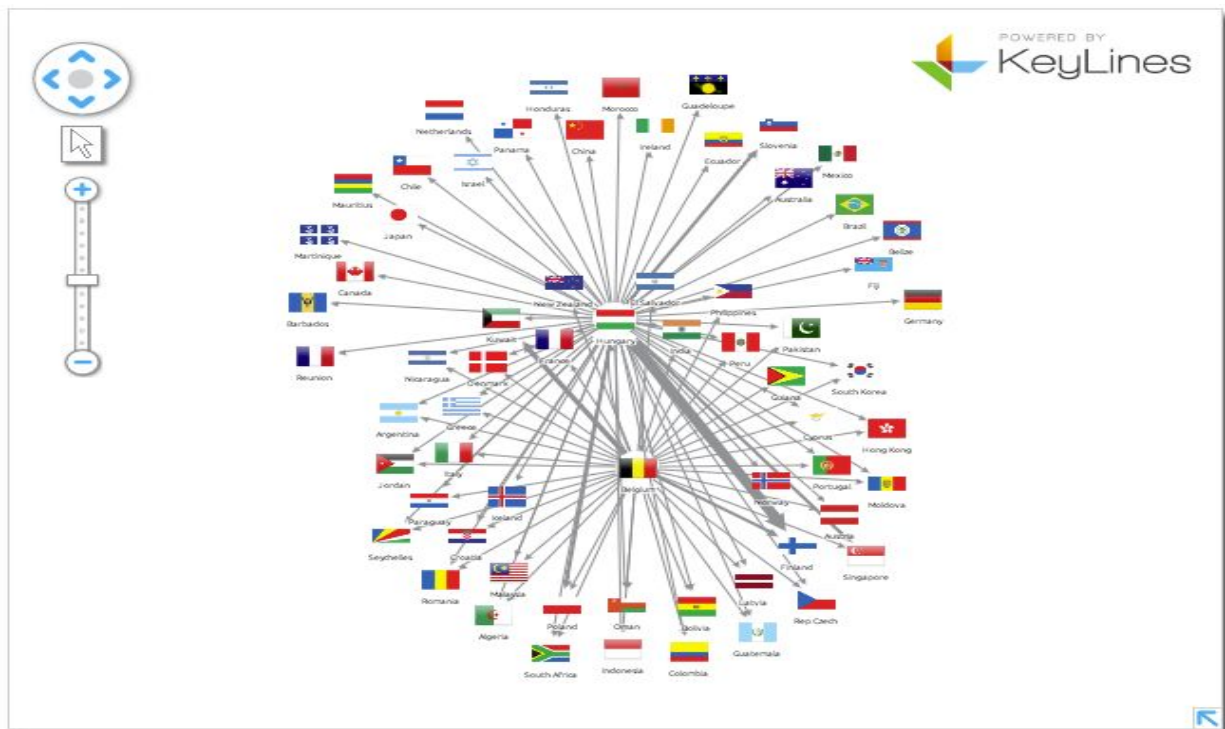 POWERED BY
KeyLines
Honduras
Morocco
Guadeloupe
Netherlands
Panama
China
Ireland
Ecuador
Slovenia
Mexico
Chile
Israel
Australia
Mauritius
Japan
Brazil
Belize
Martinique
Canada
Fiji
New Zealand
El Salvador
Philippines
Barbados
Germany
Kuwait
Hungary
India
Pakistan
Reunion
France
Peru
Nicaragua
Denmark
South Korea
Guiana
Argentina
Greece
Cyprus
Hong Kong
Italy
Jordan
Portugal
Belgium
Norway
Moldova
Paraguay
Iceland
Austria
Seychelles
Croatia
Finland
Singapore
Romania
Malaysia
Latvia
Rep.Czech
Algeria
Poland
Oman
Bolivia
Guatemala
South Africa
Indonesia
Colombia